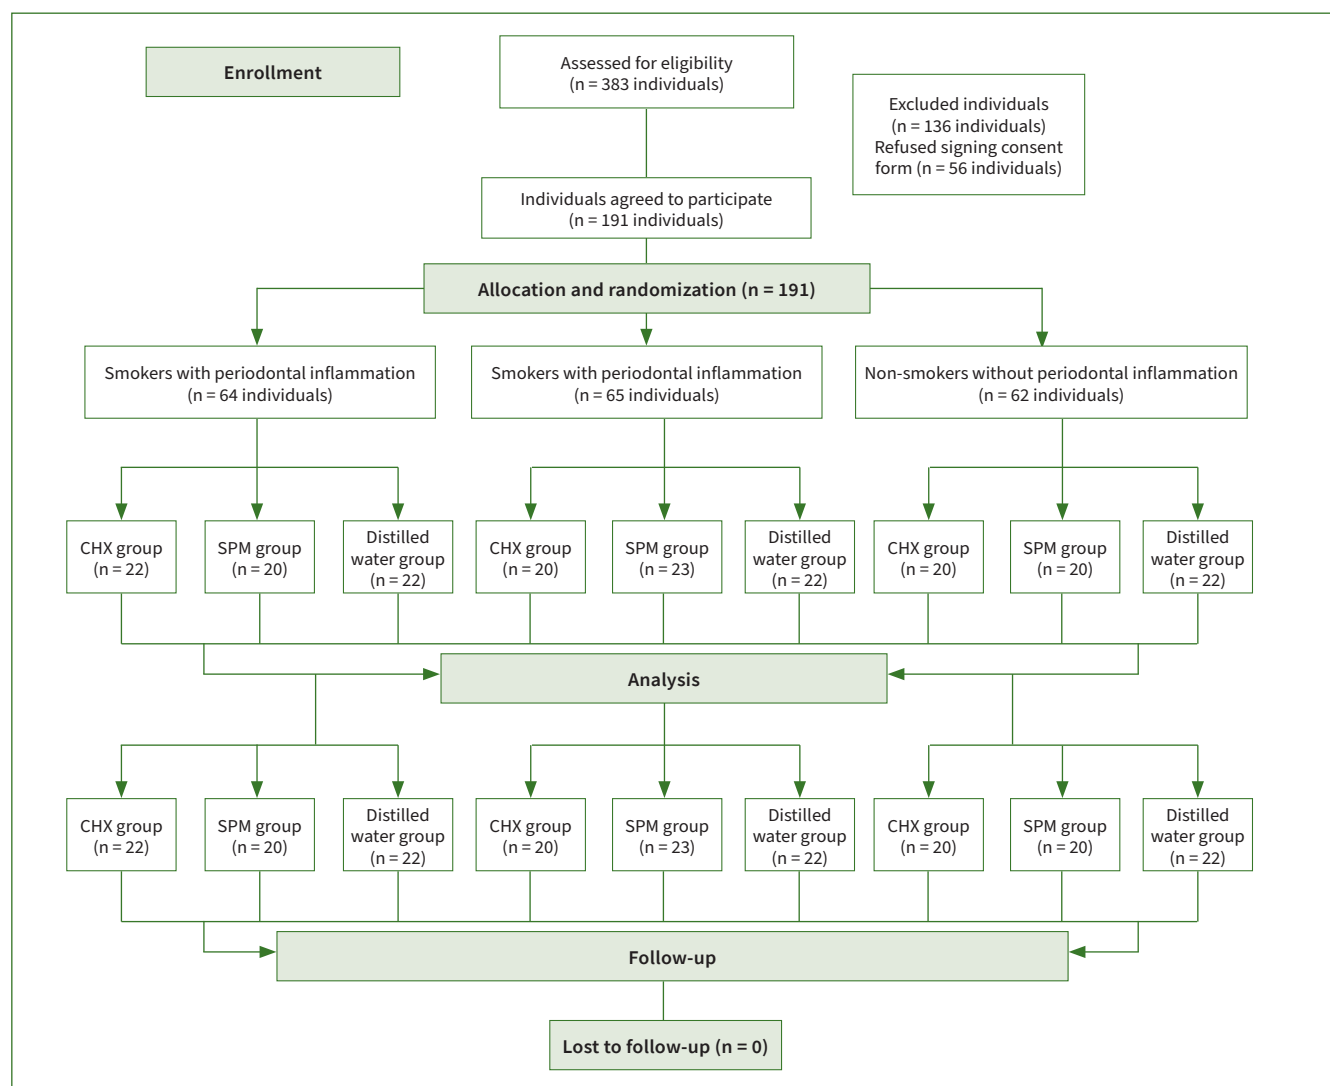 Enrollment
Assessed for eligibility
(n = 383 individuals)
Excluded individuals
(n = 136 individuals)
Refused signing consent
form (n = 56 individuals)
Individuals agreed to participate
(n = 191 individuals)
Allocation and randomization (n = 191)
Smokers with periodontal inflammation
(n = 64 individuals)
Smokers with periodontal inflammation
(n = 65 individuals)
Non-smokers without periodontal inflammation
(n = 62 individuals)
CHX group
(n = 22)
SPM group
(n = 20)
Distilled
water group
(n = 22)
CHX group
(n = 20)
SPM group
(n = 23)
Distilled
water group
(n = 22)
CHX group
(n = 20)
SPM group
(n = 20)
Distilled
water group
(n = 22)
Analysis
CHX group
(n = 22)
SPM group
(n = 20)
Distilled
water group
(n = 22)
CHX group
(n = 20)
SPM group
(n = 23)
Distilled
water group
(n = 22)
CHX group
(n = 20)
SPM group
(n = 20)
Distilled
water group
(n = 22)
Follow-up
Lost to follow-up (n = 0)